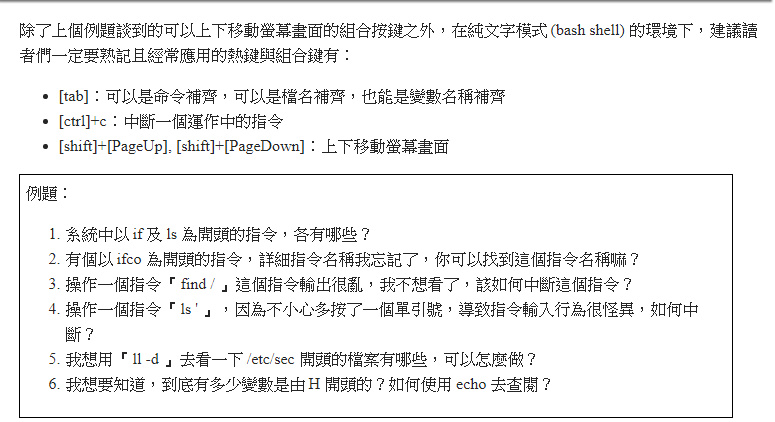 除了上個例題談到的可以上下移動螢幕畫面的組合按鍵之外，在純文字模式 (bash shell) 的環境下，建議讀
者們一定要熟記且經常應用的熱鍵與組合鍵有：
• [tab]：可以是命令補齊，可以是檔名補齊，也能是變數名稱補齊
• [ctrl]+c：中斷一個運作中的指令
• [shift]+[PageUp], [shift]+[PageDown]：上下移動螢幕畫面
例題：
1. 系統中以 if 及 ls 為開頭的指令，各有哪些？
2. 有個以 ifco 為開頭的指令，詳細指令名稱我忘記了，你可以找到這個指令名稱嘛？
3. 操作一個指令『 find / 』這個指令輸出很亂，我不想看了，該如何中斷這個指令？
4. 操作一個指令『 ls ' 』，因為不小心多按了一個單引號，導致指令輸入行為很怪異，如何中
斷？
5. 我想用『 ll -d 』去看一下 /etc/sec 開頭的檔案有哪些，可以怎麼做？
6. 我想要知道，到底有多少變數是由 H 開頭的？如何使用 echo 去查閱？